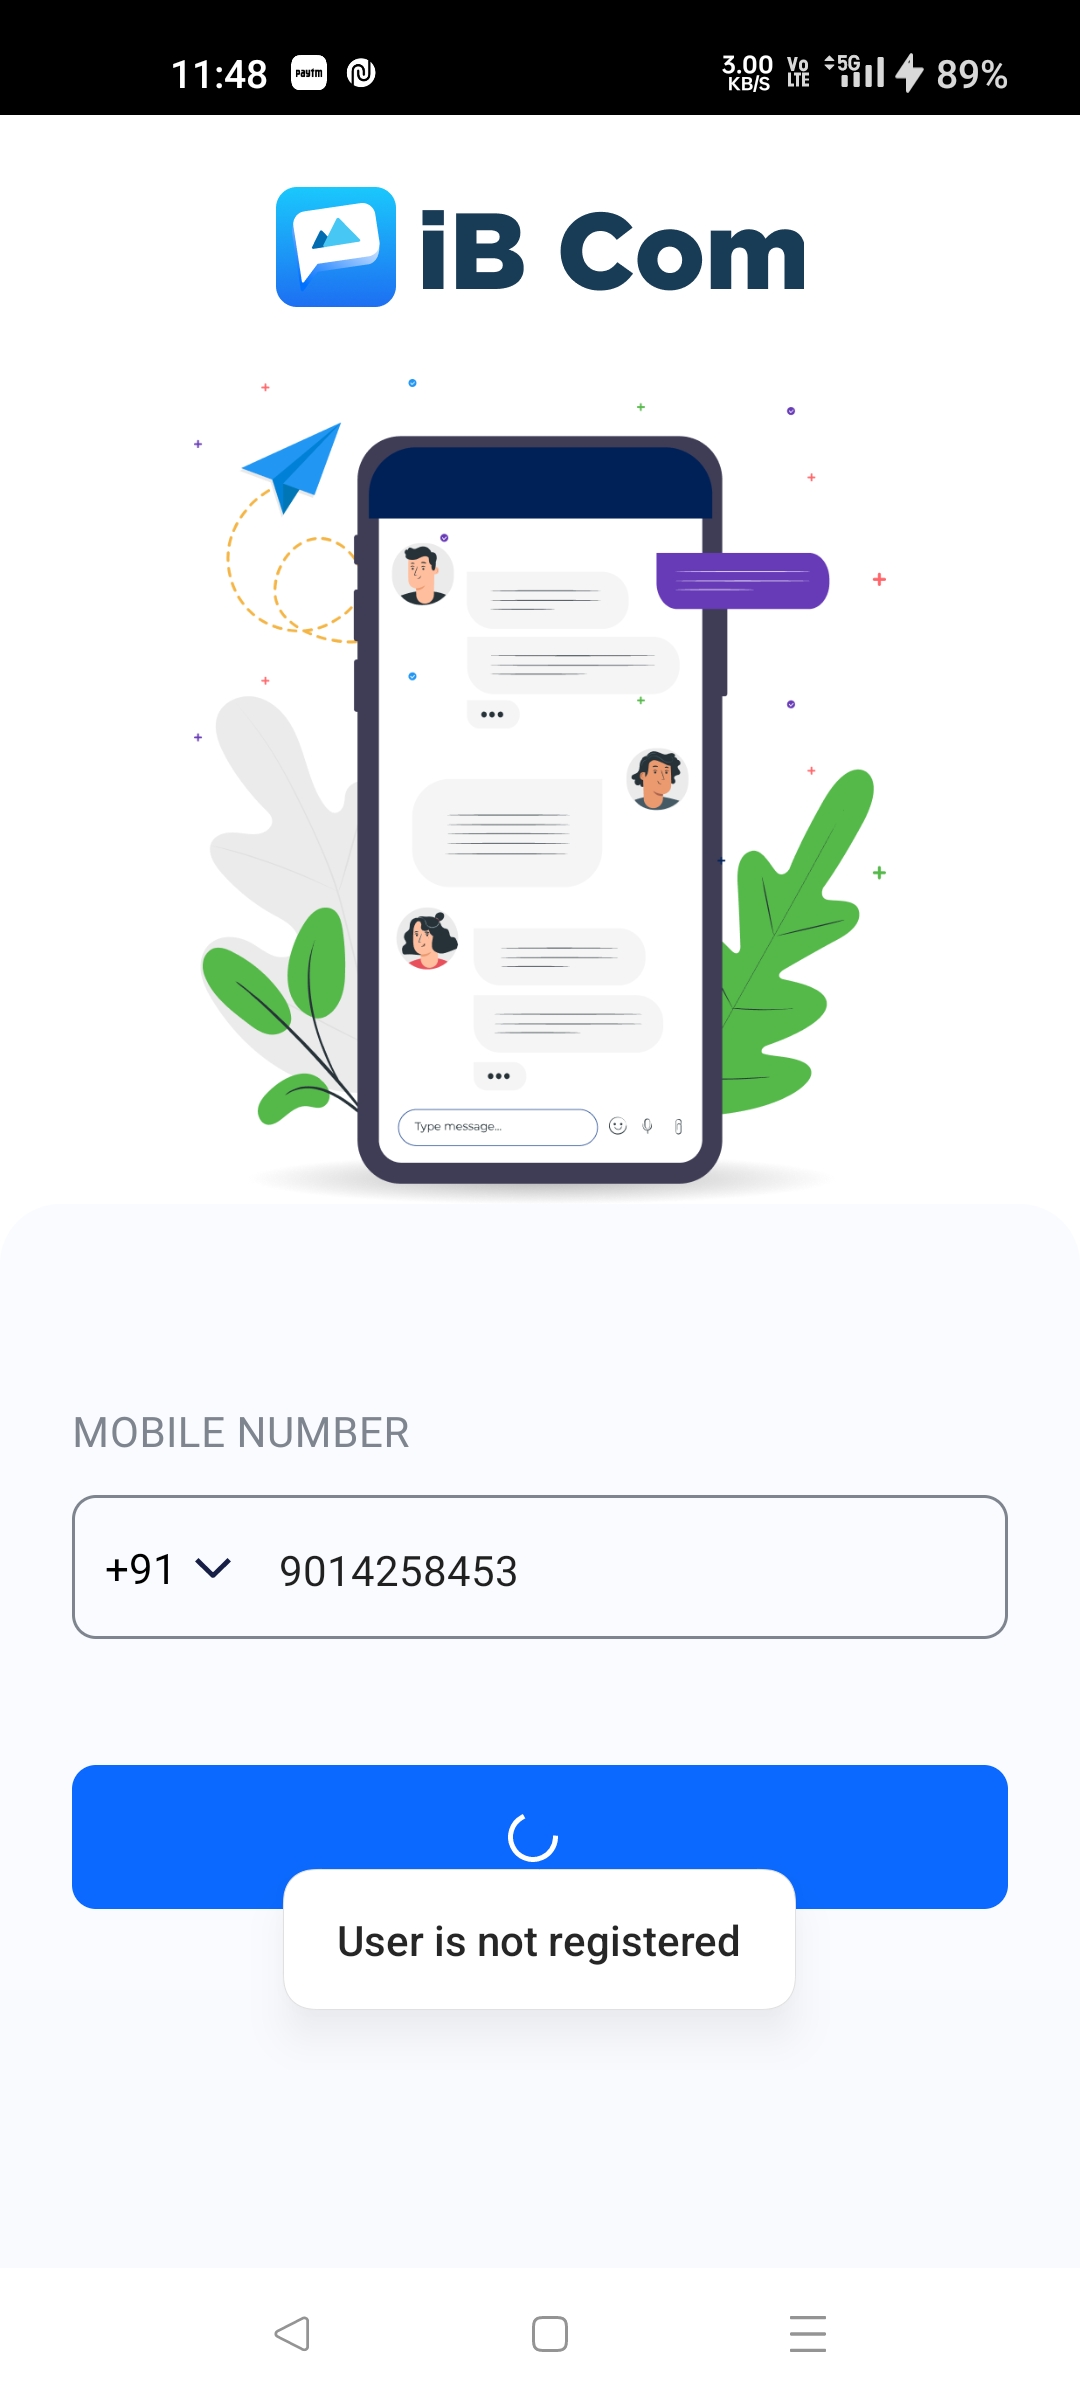 11:48 paytm 3.00 KB/S Vo LTE 5G 89%
iB Com
Type message...
MOBILE NUMBER
+91 9014258453
User is not registered